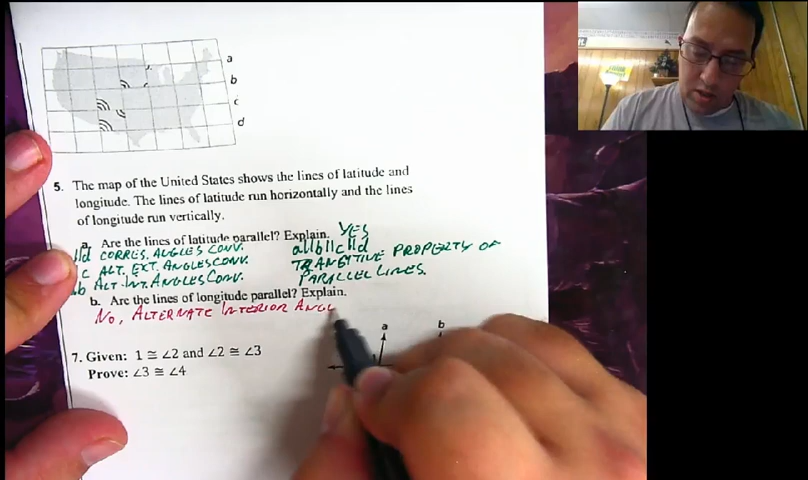 a
b
c
d
5. The map of the United States shows the lines of latitude and
longitude. The lines of latitude run horizontally and the lines
of longitude run vertically.
a. Are the lines of latitude parallel? Explain. YES
||d CORRES. ANGLES CONV.
c ALT. EXT. ANGLES CONV.
b ALT. INT. ANGLES CONV.
a||b||c||d
TRANSITIVE PROPERTY OF
PARALLEL LINES.
b. Are the lines of longitude parallel? Explain.
NO, ALTERNATE INTERIOR ANGL
7. Given: 1 ≅ ∠2 and ∠2 ≅ ∠3
Prove: ∠3 ≅ ∠4
a
b